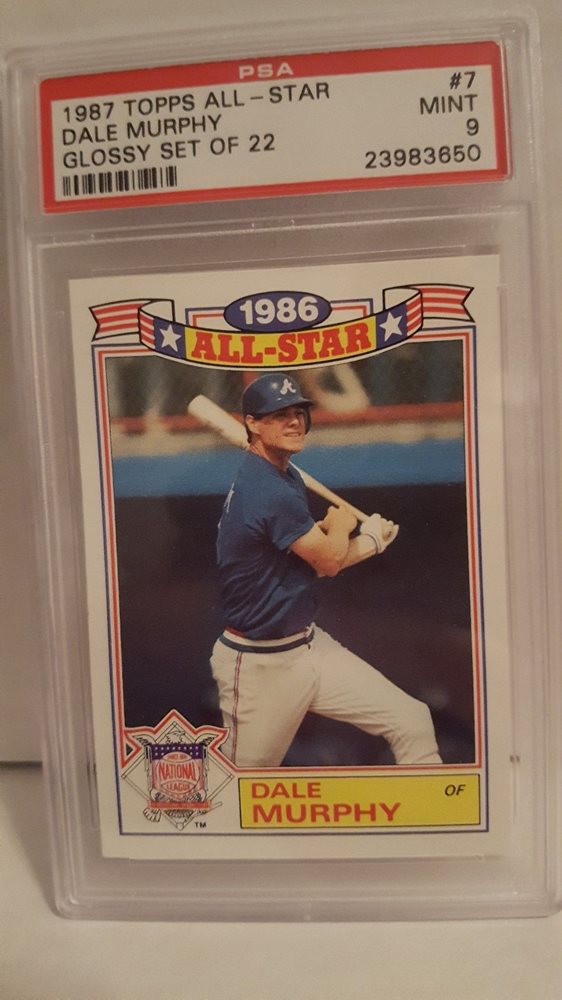 PSA
1987 TOPPS ALL-STAR #7
DALE MURPHY MINT
GLOSSY SET OF 22 9
23983650
1986
ALL-STAR
A
NATIONAL
LEAGUE
TM
DALE OF
MURPHY